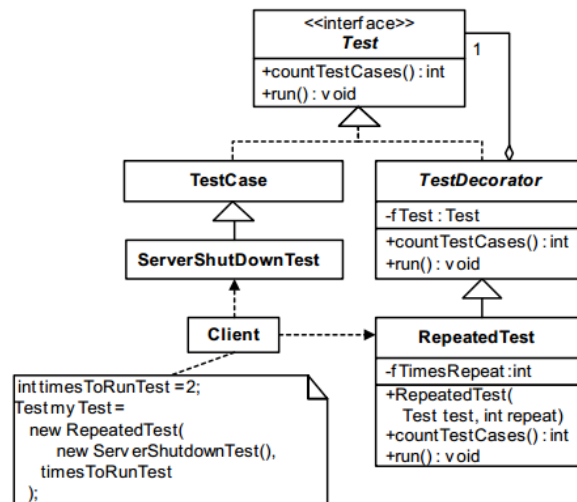 <<interface>>
Test
1
+countTestCases() : int
+run() : void
TestCase
TestDecorator
-fTest : Test
+countTestCases() : int
+run() : void
ServerShutDownTest
Client
RepeatedTest
-fTimesRepeat:int
+RepeatedTest(
Test test, int repeat)
+countTestCases() : int
+run() : void
int timesToRunTest = 2;
Test my Test =
new RepeatedTest(
new ServerShutdownTest(),
timesToRunTest
);